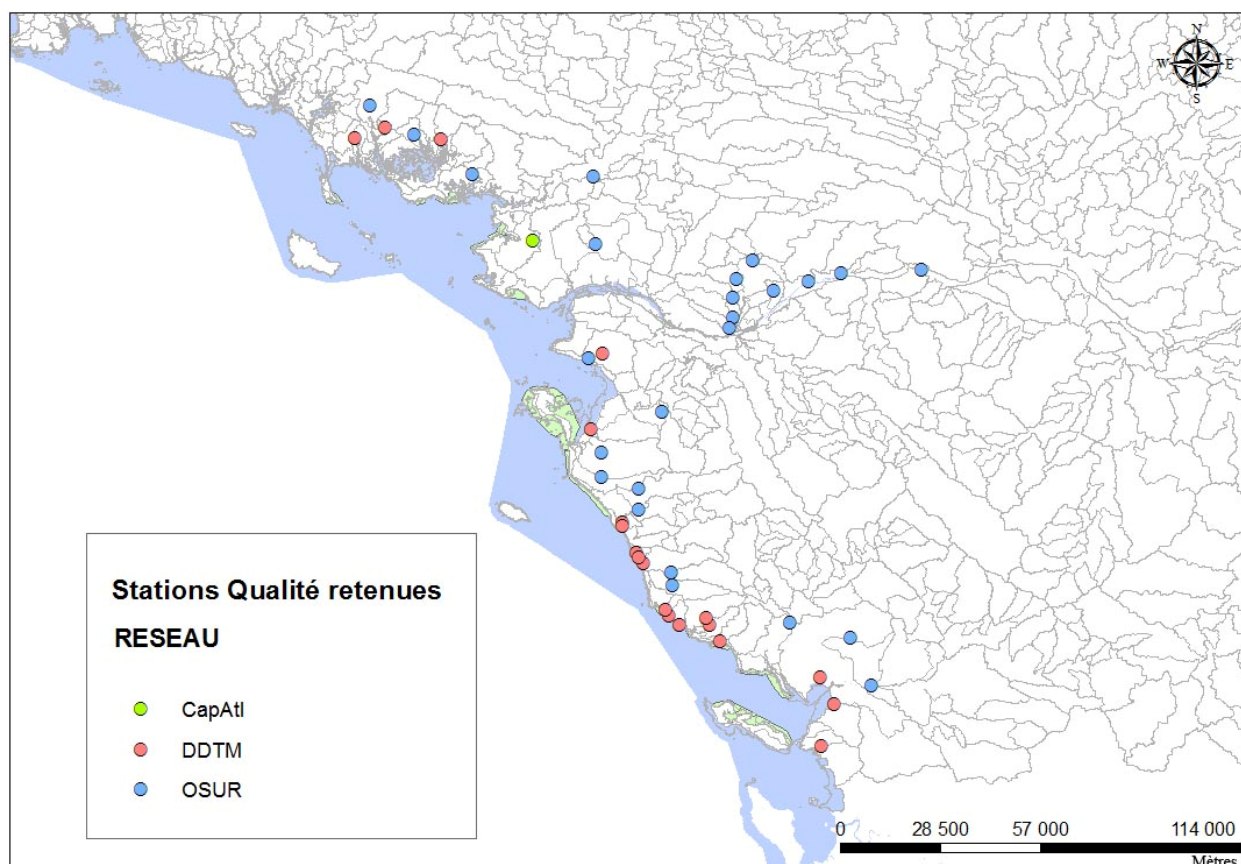 N
W E
S
Stations Qualité retenues
RESEAU
CapAtl
DDTM
OSUR
0 28 500 57 000 114 000
Mètres